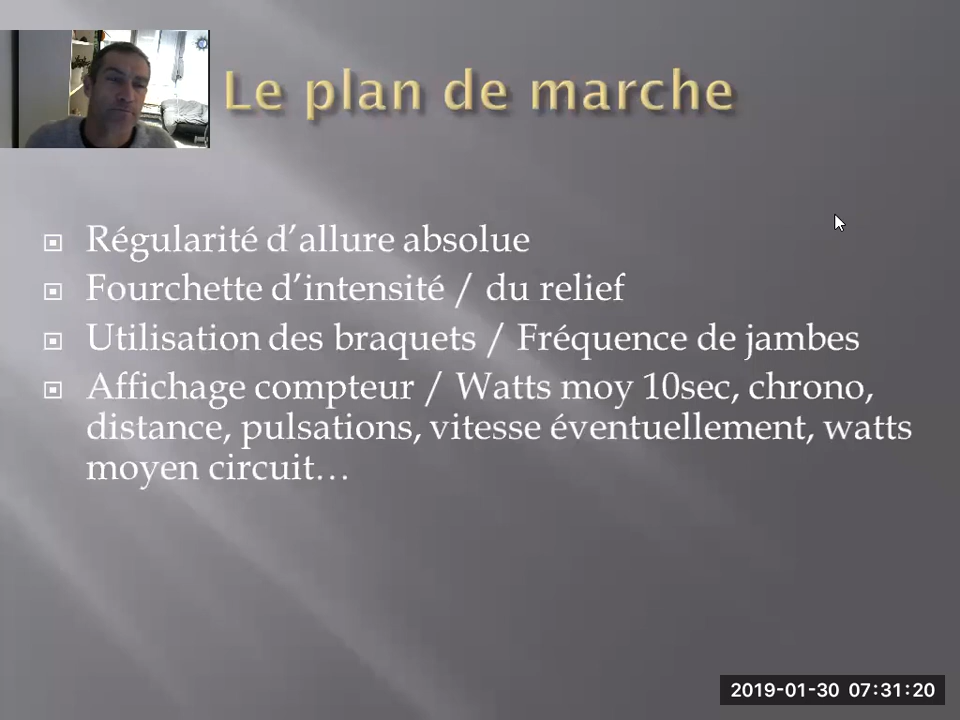 Le plan de marche
Régularité d’allure absolue
Fourchette d’intensité / du relief
Utilisation des braquets / Fréquence de jambes
Affichage compteur / Watts moy 10sec, chrono,
distance, pulsations, vitesse éventuellement, watts
moyen circuit…
2019-01-30 07:31:20